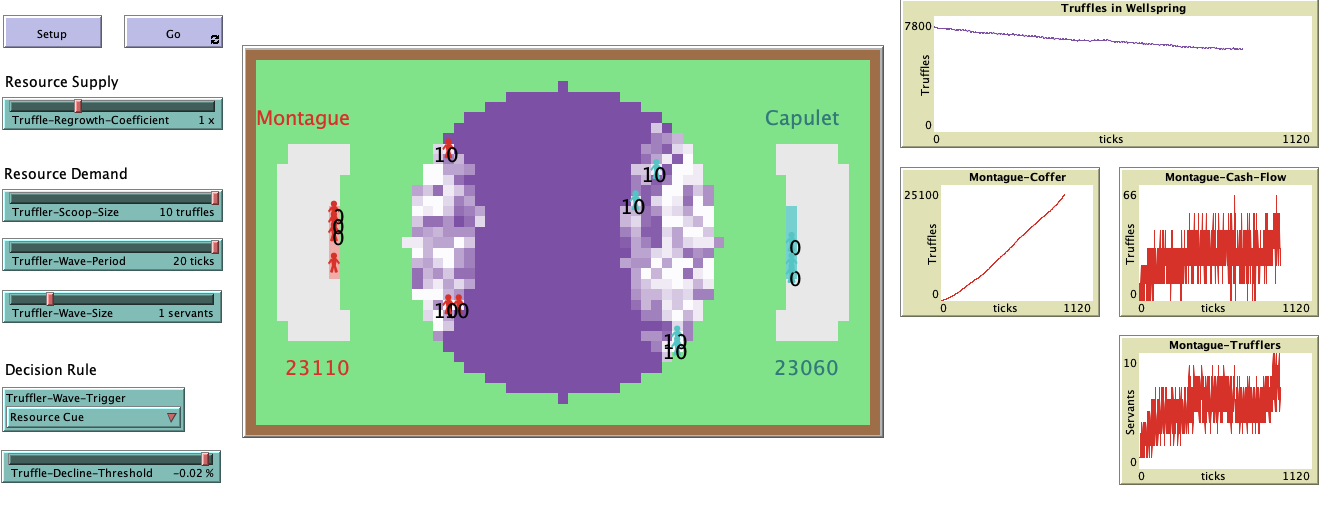 Setup
Go
Resource Supply
Truffle-Regrowth-Coefficient 1 x
Resource Demand
Truffler-Scoop-Size 10 truffles
Truffler-Wave-Period 20 ticks
Truffler-Wave-Size 1 servants
Decision Rule
Truffler-Wave-Trigger
Resource Cue
Truffle-Decline-Threshold -0.02 %
Montague
Capulet
10
10
10
0
0
0
0
0
10
10
10
10
23110
23060
Truffles in Wellspring
7800
Truffles
0
0 ticks 1120
Montague-Coffer
25100
Truffles
0
0 ticks 1120
Montague-Cash-Flow
66
Truffles
0
0 ticks 1120
Montague-Trufflers
10
Servants
0
0 ticks 1120